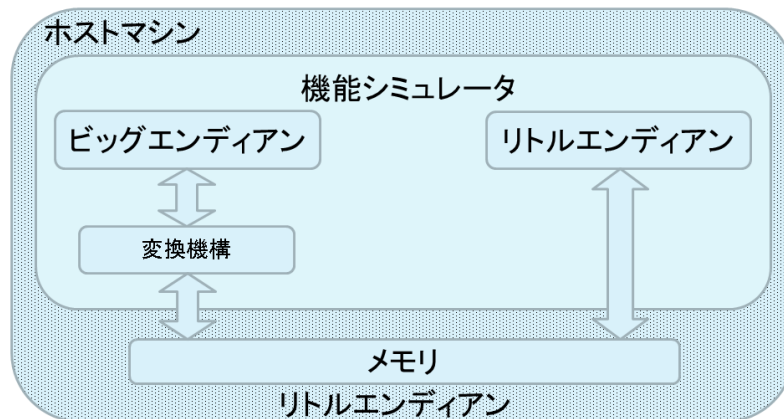 ホストマシン
機能シミュレータ
ビッグエンディアン
リトルエンディアン
変換機構
メモリ
リトルエンディアン